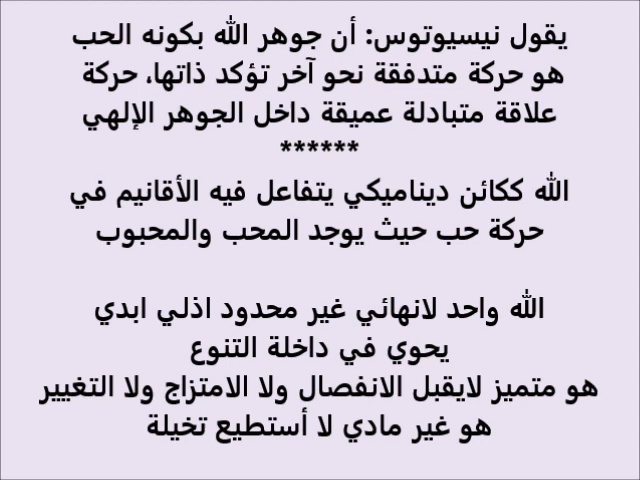 يقول نيسيوتوس: أن جوهر الله بكونه الحب
هو حركة متدفقة نحو آخر تؤكد ذاتها، حركة
علاقة متبادلة عميقة داخل الجوهر الإلهي
******
الله ككائن ديناميكي يتفاعل فيه الأقانيم في
حركة حب حيث يوجد المحب والمحبوب
الله واحد لانهائي غير محدود اذلي ابدي
يحوي في داخلة التنوع
هو متميز لايقبل الانفصال ولا الامتزاج ولا التغيير
هو غير مادي لا أستطيع تخيلة